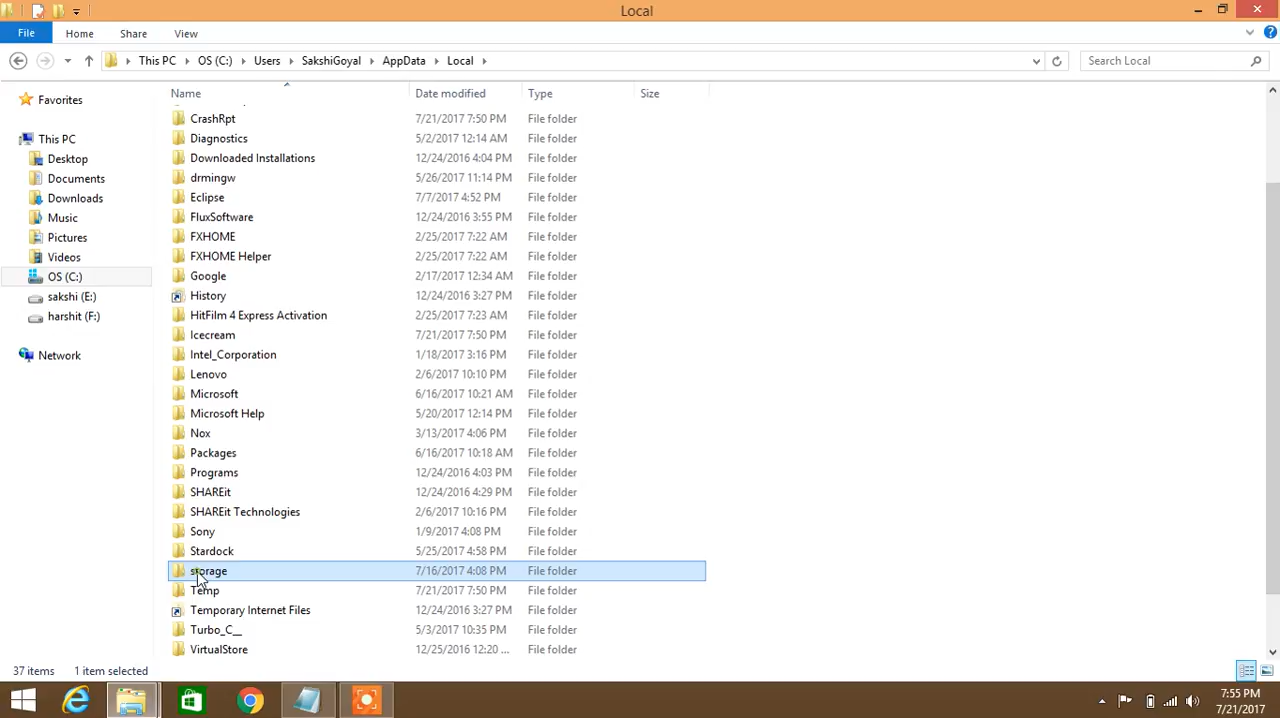 Local
File Home Share View
This PC OS (C:) Users SakshiGoyal AppData Local
Search Local
Name Date modified Type Size
Favorites
This PC
Desktop
Documents
Downloads
Music
Pictures
Videos
OS (C:)
sakshi (E:)
harshit (F:)
Network
CrashRpt 7/21/2017 7:50 PM File folder
Diagnostics 5/2/2017 12:14 AM File folder
Downloaded Installations 12/24/2016 4:04 PM File folder
drmingw 5/26/2017 11:14 PM File folder
Eclipse 7/7/2017 4:52 PM File folder
FluxSoftware 12/24/2016 3:55 PM File folder
FXHOME 2/25/2017 7:22 AM File folder
FXHOME Helper 2/25/2017 7:22 AM File folder
Google 2/17/2017 12:34 AM File folder
History 12/24/2016 3:27 PM File folder
HitFilm 4 Express Activation 2/25/2017 7:23 AM File folder
Icecream 7/21/2017 7:50 PM File folder
Intel_Corporation 1/18/2017 3:16 PM File folder
Lenovo 2/6/2017 10:10 PM File folder
Microsoft 6/16/2017 10:21 AM File folder
Microsoft Help 5/20/2017 12:14 PM File folder
Nox 3/13/2017 4:06 PM File folder
Packages 6/16/2017 10:18 AM File folder
Programs 12/24/2016 4:03 PM File folder
SHAREit 12/24/2016 4:29 PM File folder
SHAREit Technologies 2/6/2017 10:16 PM File folder
Sony 1/9/2017 4:08 PM File folder
Stardock 5/25/2017 4:58 PM File folder
storage 7/16/2017 4:08 PM File folder
Temp 7/21/2017 7:50 PM File folder
Temporary Internet Files 12/24/2016 3:27 PM File folder
Turbo_C__ 5/3/2017 10:35 PM File folder
VirtualStore 12/25/2016 12:20 ... File folder
37 items 1 item selected
7:55 PM
7/21/2017